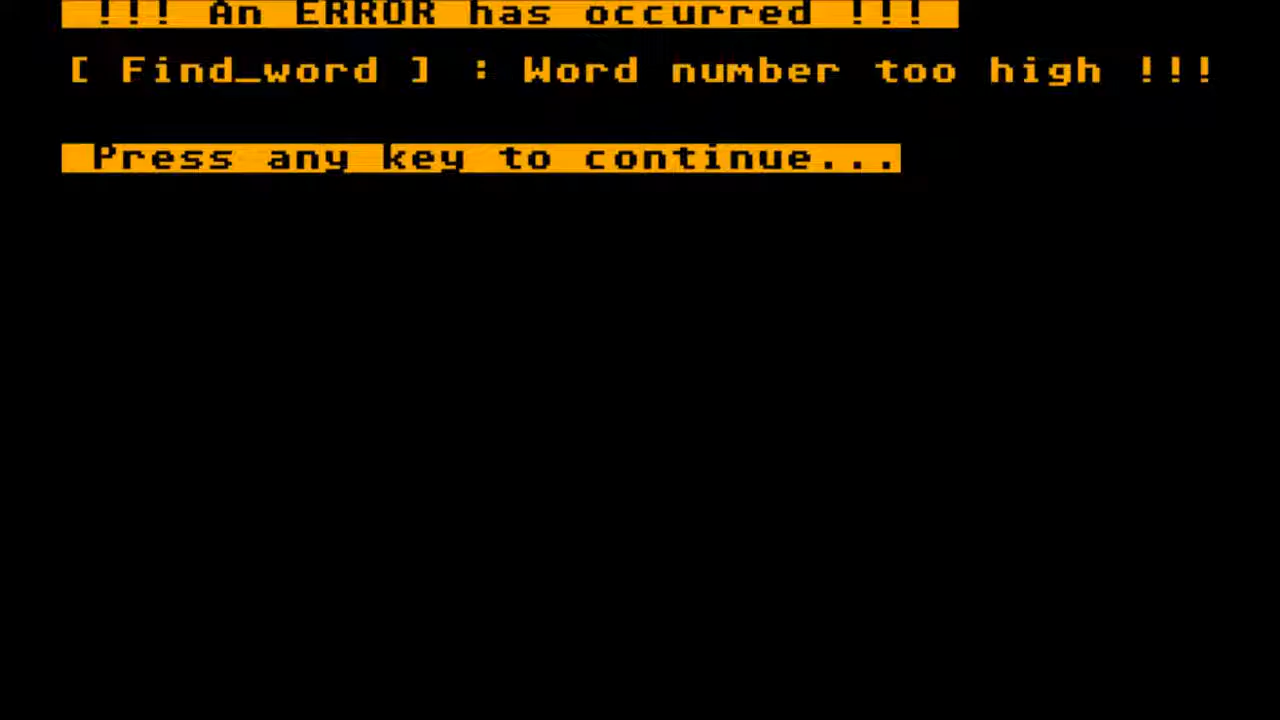 !!! An ERROR has occurred !!!
[ Find_word ] : Word number too high !!!
Press any key to continue...